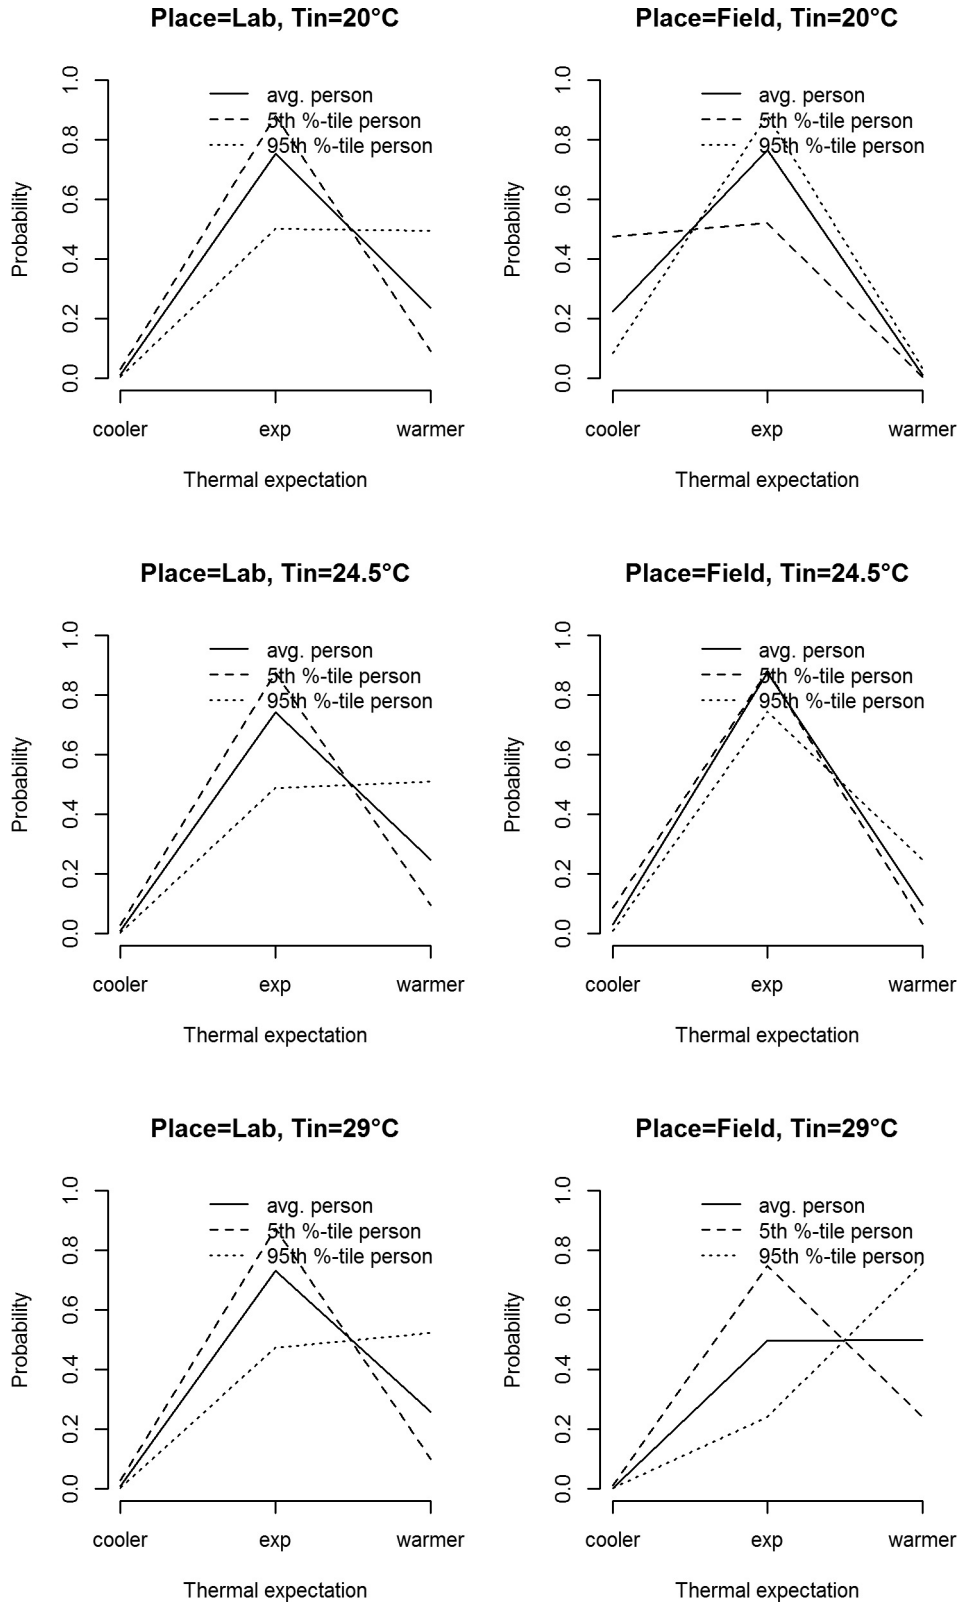 Place=Lab, Tin=20°C
Probability
0.0 0.2 0.4 0.6 0.8 1.0
avg. person
5th %-tile person
95th %-tile person
cooler exp warmer
Thermal expectation
Place=Field, Tin=20°C
Probability
0.0 0.2 0.4 0.6 0.8 1.0
avg. person
5th %-tile person
95th %-tile person
cooler exp warmer
Thermal expectation
Place=Lab, Tin=24.5°C
Probability
0.0 0.2 0.4 0.6 0.8 1.0
avg. person
5th %-tile person
95th %-tile person
cooler exp warmer
Thermal expectation
Place=Field, Tin=24.5°C
Probability
0.0 0.2 0.4 0.6 0.8 1.0
avg. person
5th %-tile person
95th %-tile person
cooler exp warmer
Thermal expectation
Place=Lab, Tin=29°C
Probability
0.0 0.2 0.4 0.6 0.8 1.0
avg. person
5th %-tile person
95th %-tile person
cooler exp warmer
Thermal expectation
Place=Field, Tin=29°C
Probability
0.0 0.2 0.4 0.6 0.8 1.0
avg. person
5th %-tile person
95th %-tile person
cooler exp warmer
Thermal expectation